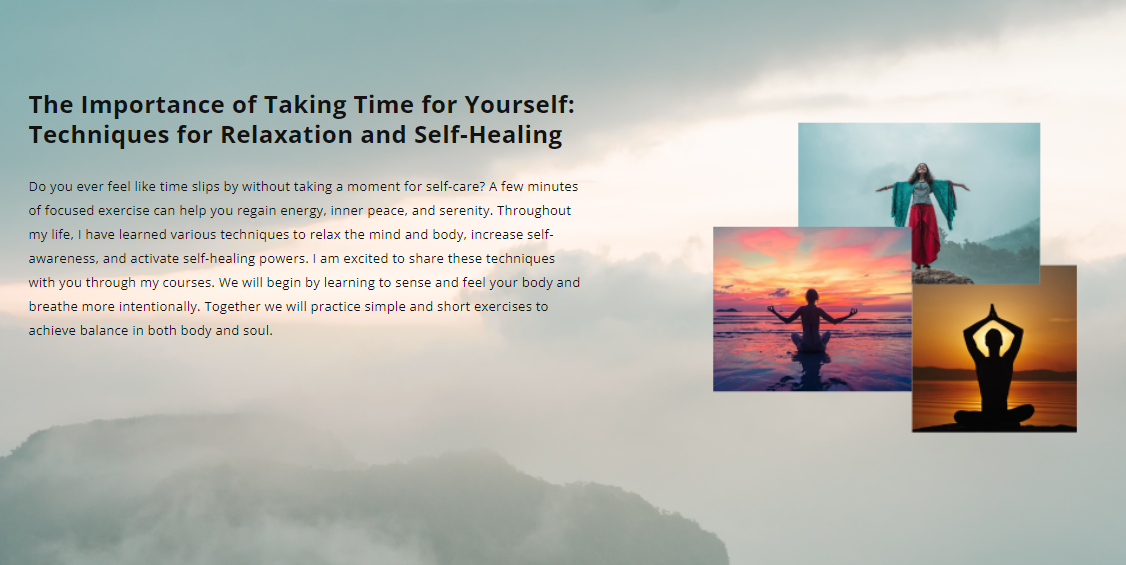 The Importance of Taking Time for Yourself:
Techniques for Relaxation and Self-Healing
Do you ever feel like time slips by without taking a moment for self-care? A few minutes
of focused exercise can help you regain energy, inner peace, and serenity. Throughout
my life, I have learned various techniques to relax the mind and body, increase self-
awareness, and activate self-healing powers. I am excited to share these techniques
with you through my courses. We will begin by learning to sense and feel your body and
breathe more intentionally. Together we will practice simple and short exercises to
achieve balance in both body and soul.